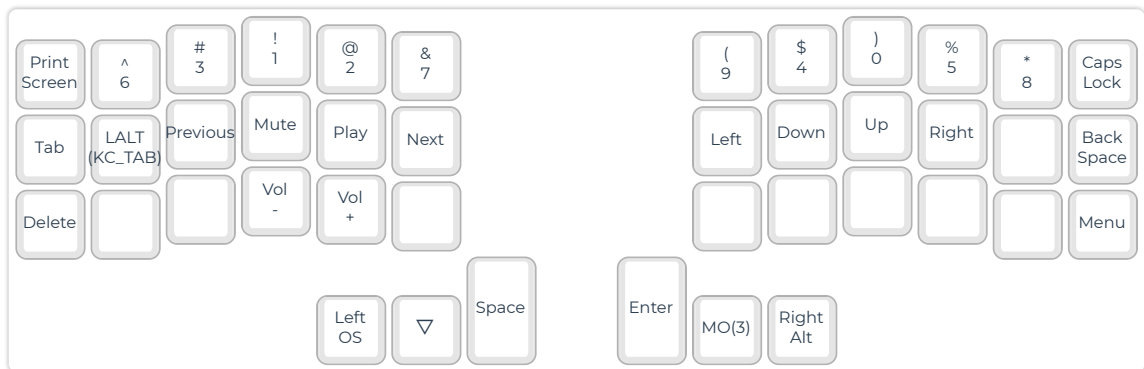 Print
Screen
^
6
#
3
!
1
@
2
&
7
(
9
$
4
)
0
%
5
*
8
Caps
Lock
Tab
LALT
(KC_TAB)
Previous
Mute
Play
Next
Left
Down
Up
Right
Back
Space
Delete
Vol
-
Vol
+
Menu
Left
OS
▽
Space
Enter
MO(3)
Right
Alt